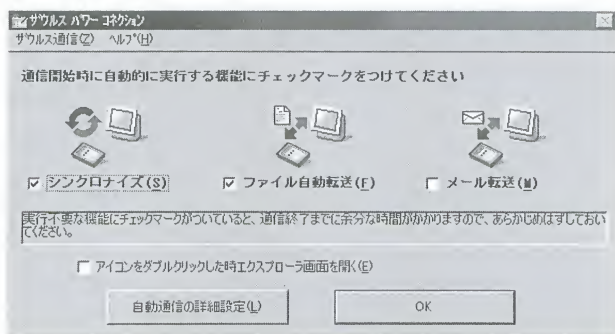 ザウルス パワー コネクション
ザウルス通信(Z) ヘルプ(H)
通信開始時に自動的に実行する機能にチェックマークをつけてください
シンクロナイズ(S) ファイル自動転送(F) メール転送(M)
実行不要な機能にチェックマークがついていると、通信終了までに余分な時間がかかりますので、あらかじめはずしておい
てください。
アイコンをダブルクリックした時エクスプローラ画面を開く(E)
自動通信の詳細設定(L) OK